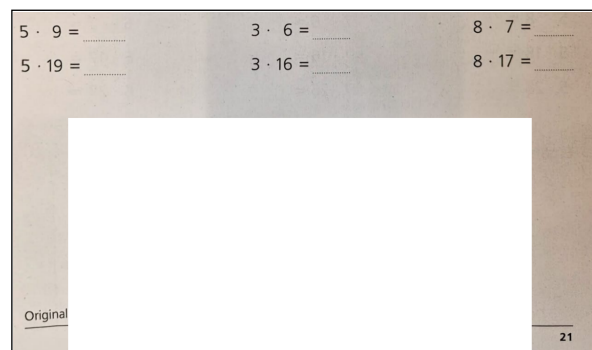 5 · 9 = ........ 3 · 6 = ........ 8 · 7 = ........
5 · 19 = ........ 3 · 16 = ........ 8 · 17 = ........
Original
21